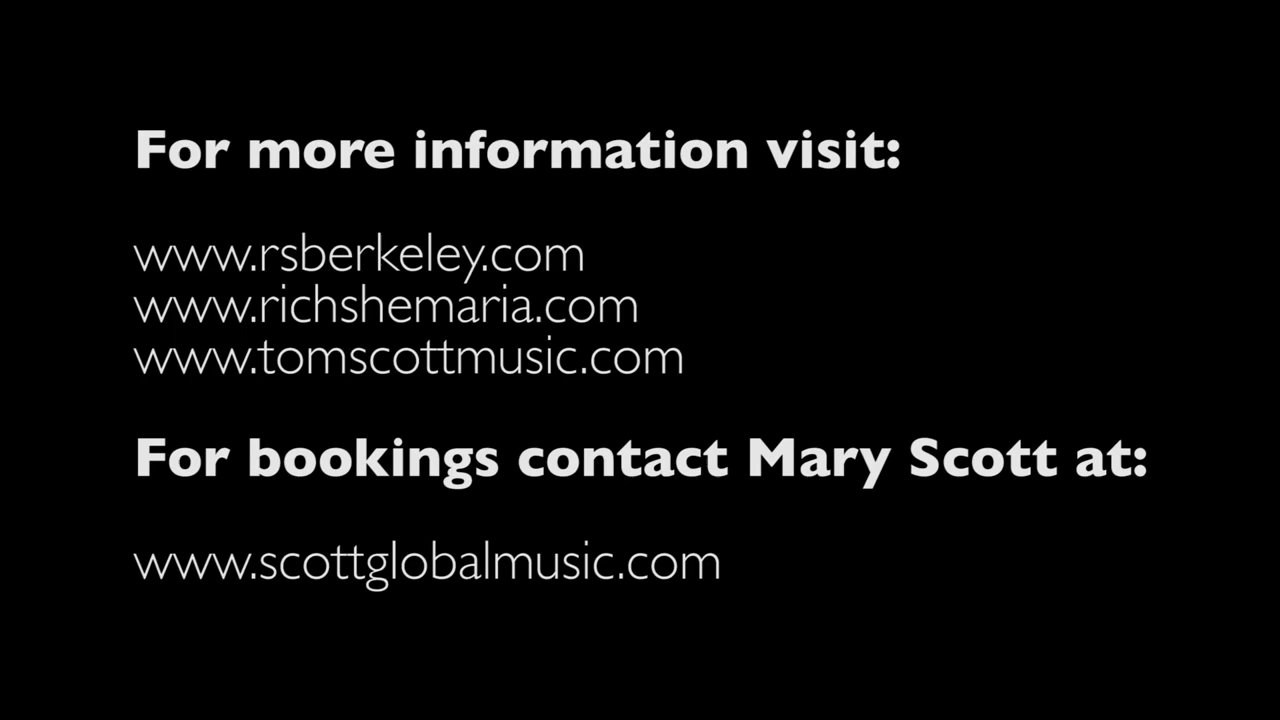 For more information visit:
www.rsberkeley.com
www.richshemaria.com
www.tomscottmusic.com
For bookings contact Mary Scott at:
www.scottglobalmusic.com